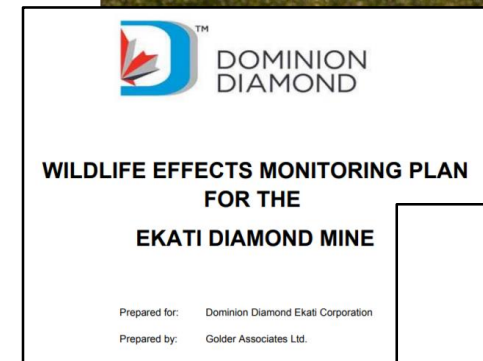 TM
DOMINION
DIAMOND
WILDLIFE EFFECTS MONITORING PLAN
FOR THE
EKATI DIAMOND MINE
Prepared for: Dominion Diamond Ekati Corporation
Prepared by: Golder Associates Ltd.